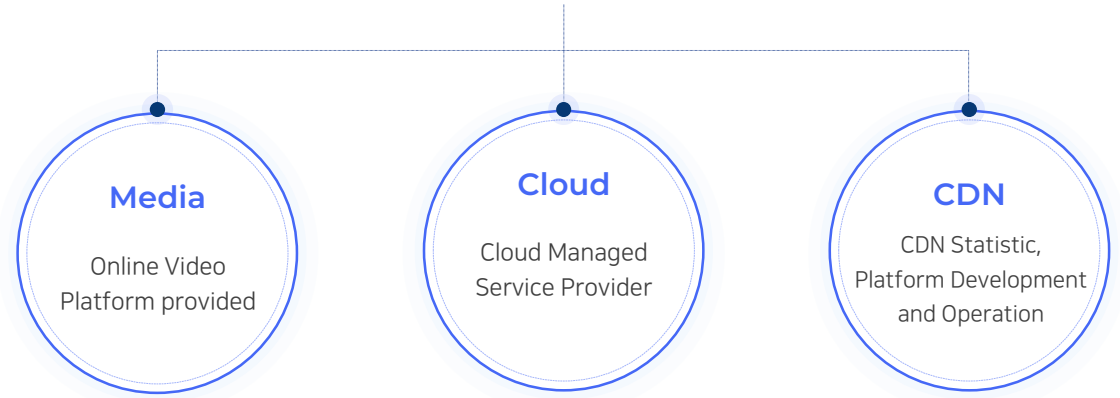 Media
Online Video
Platform provided
Cloud
Cloud Managed
Service Provider
CDN
CDN Statistic,
Platform Development
and Operation